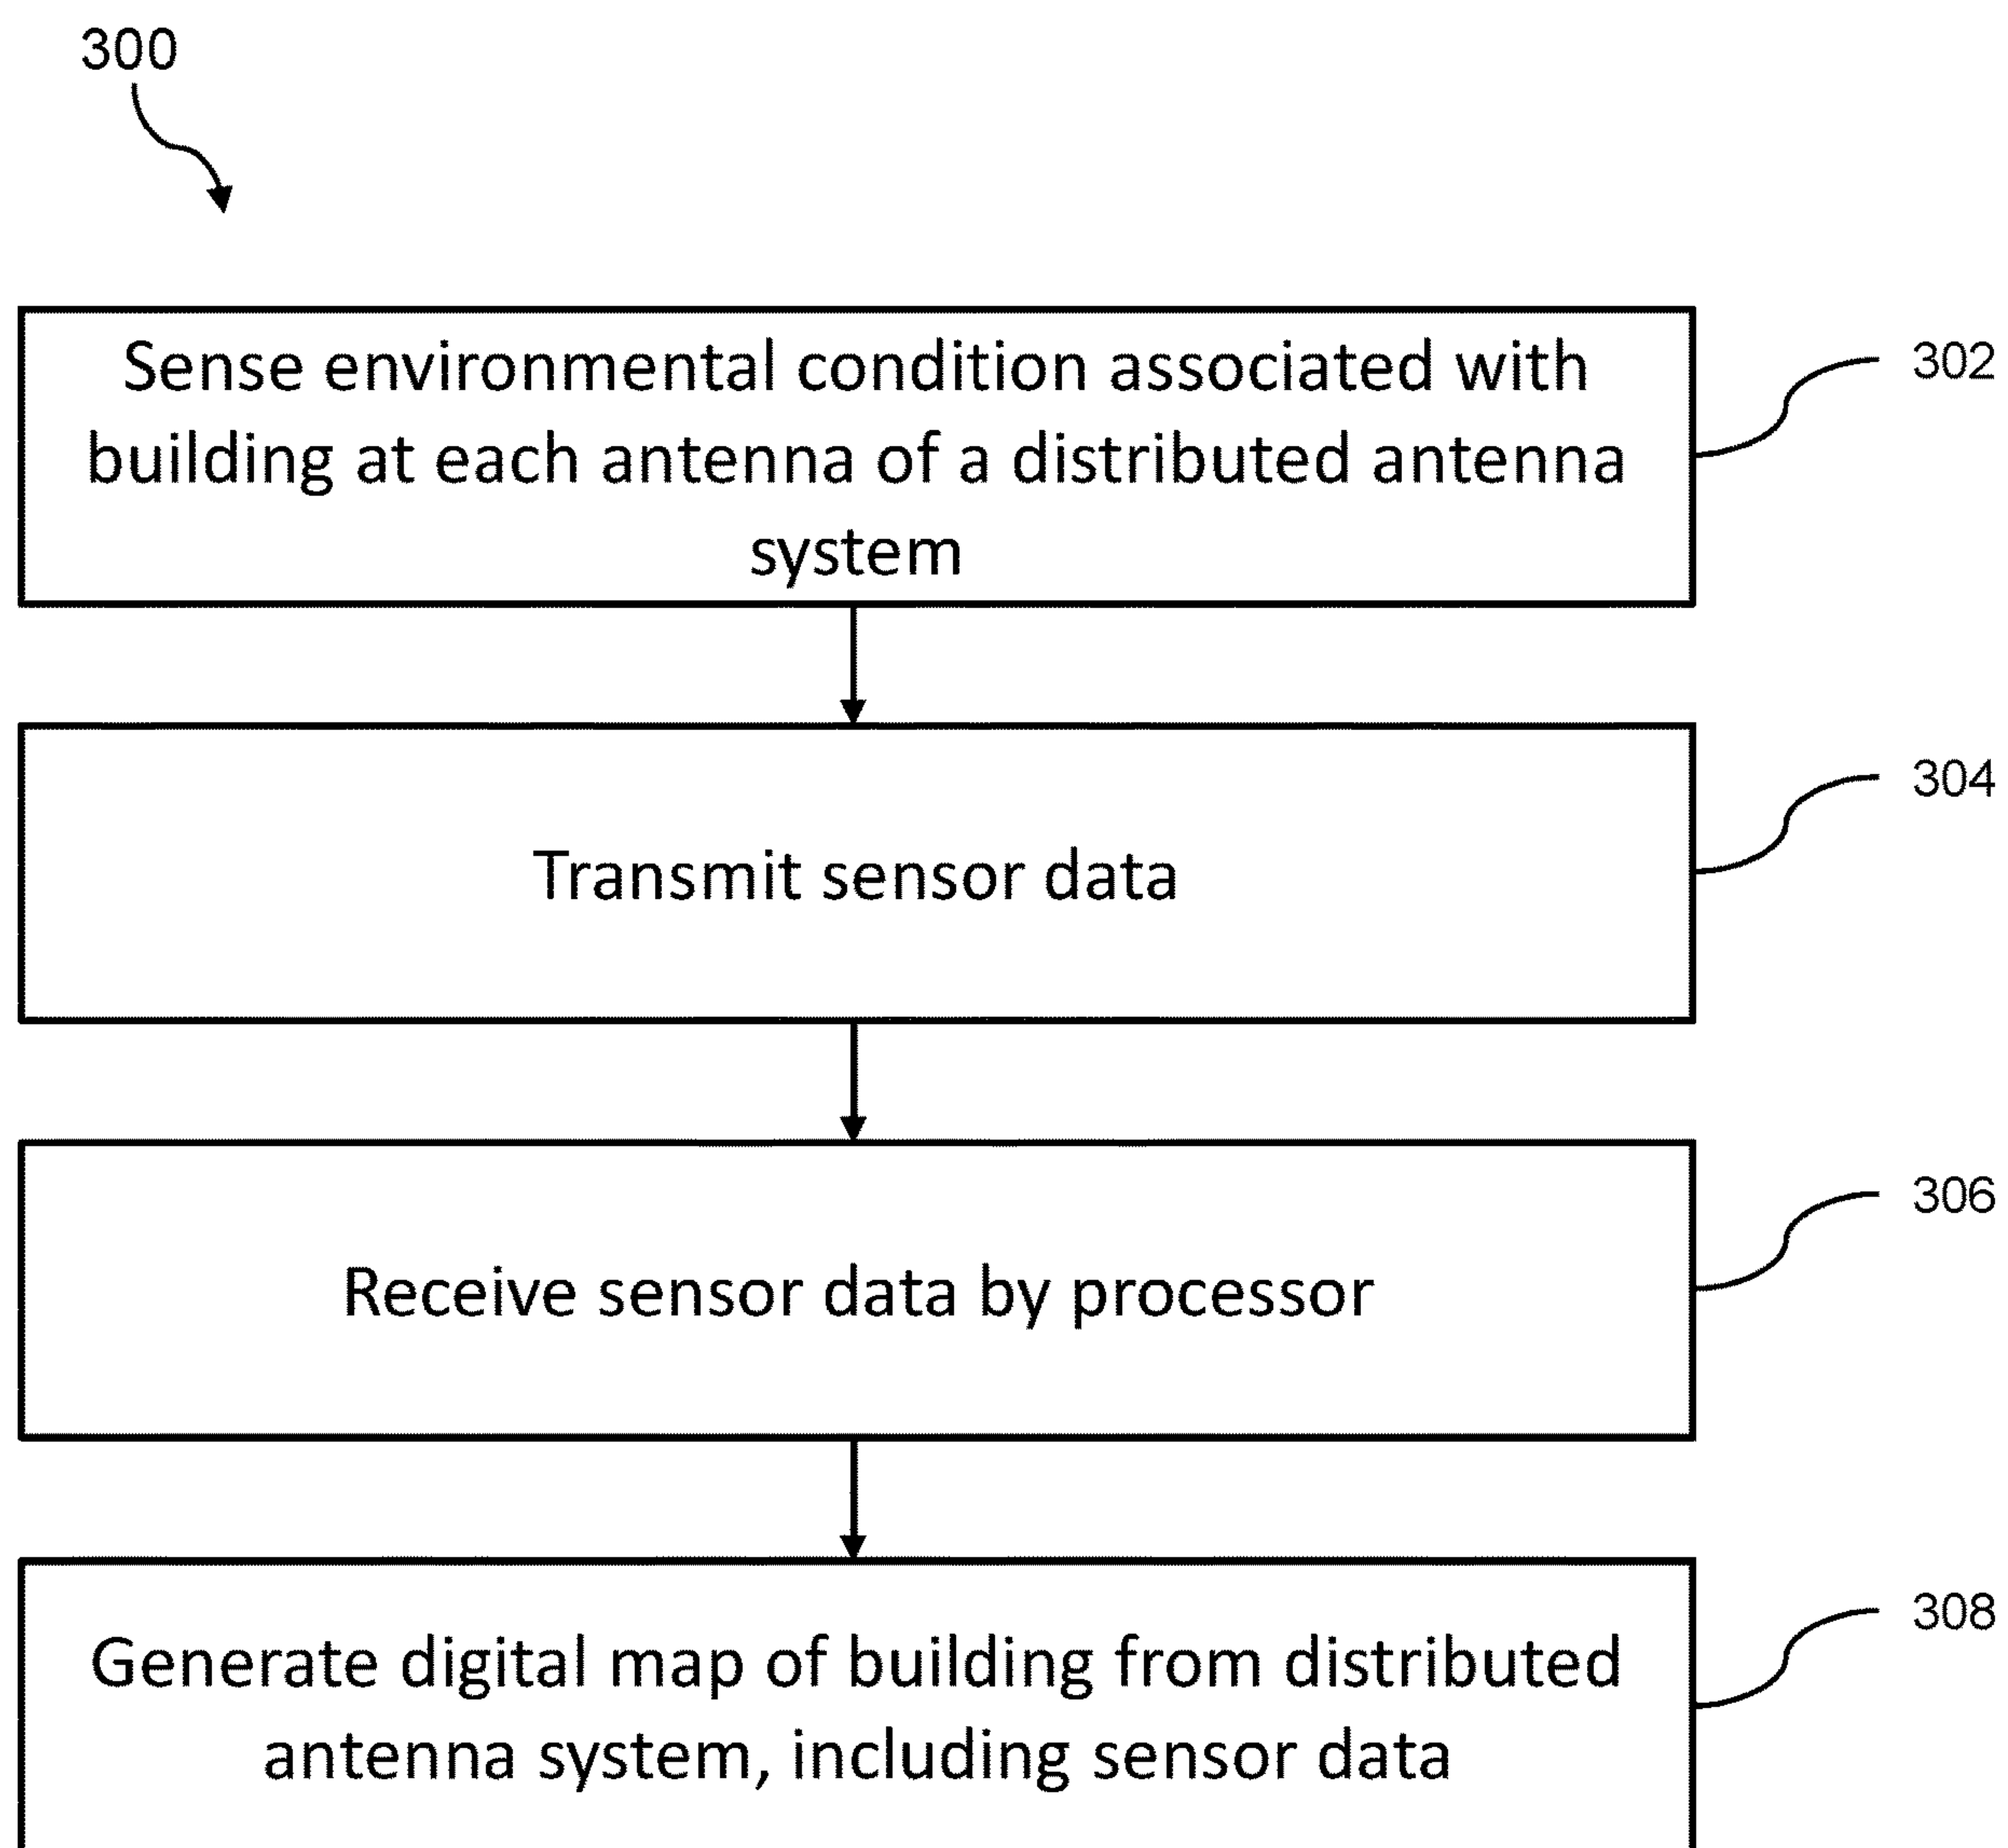 300
Sense environmental condition associated with
building at each antenna of a distributed antenna
system
302
Transmit sensor data
304
Receive sensor data by processor
306
Generate digital map of building from distributed
antenna system, including sensor data
308